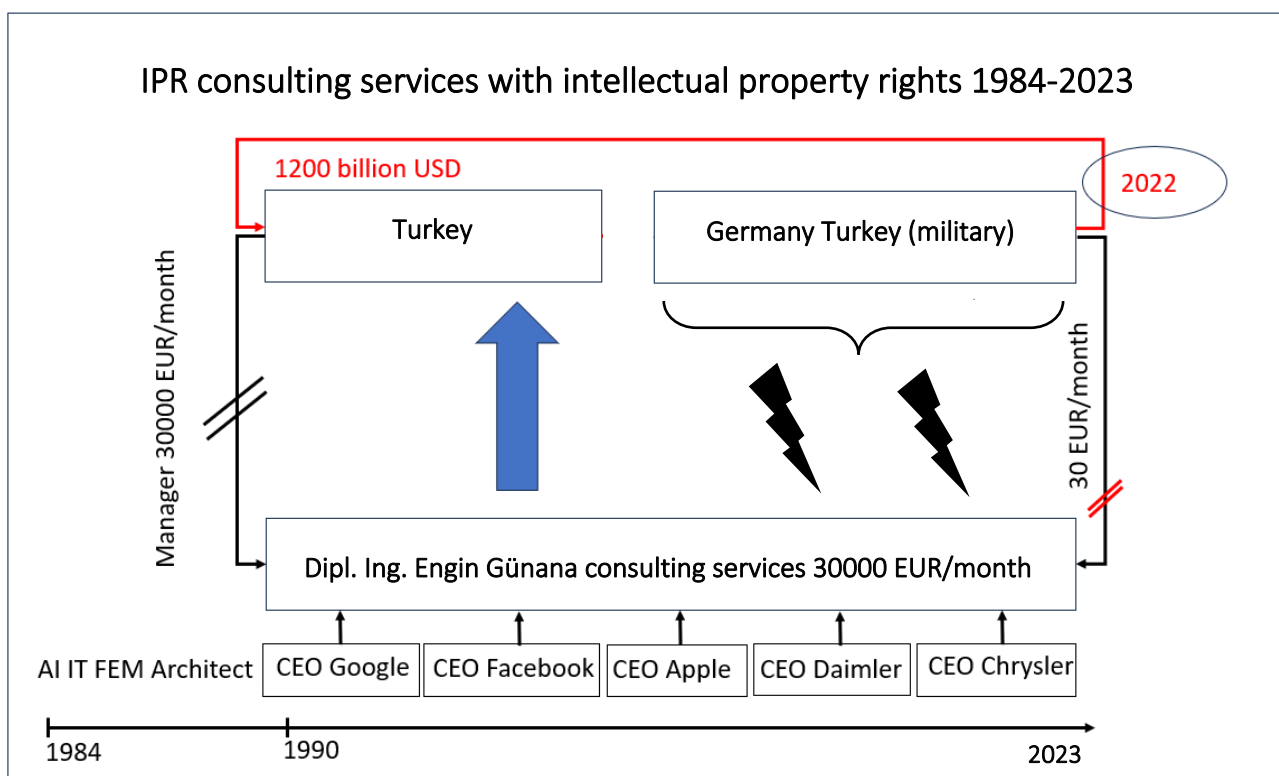 IPR consulting services with intellectual property rights 1984-2023
1200 billion USD
2022
Turkey
Germany Turkey (military)
Manager 30000 EUR/month
30 EUR/month
Dipl. Ing. Engin Günana consulting services 30000 EUR/month
AI IT FEM Architect
CEO Google
CEO Facebook
CEO Apple
CEO Daimler
CEO Chrysler
1984
1990
2023